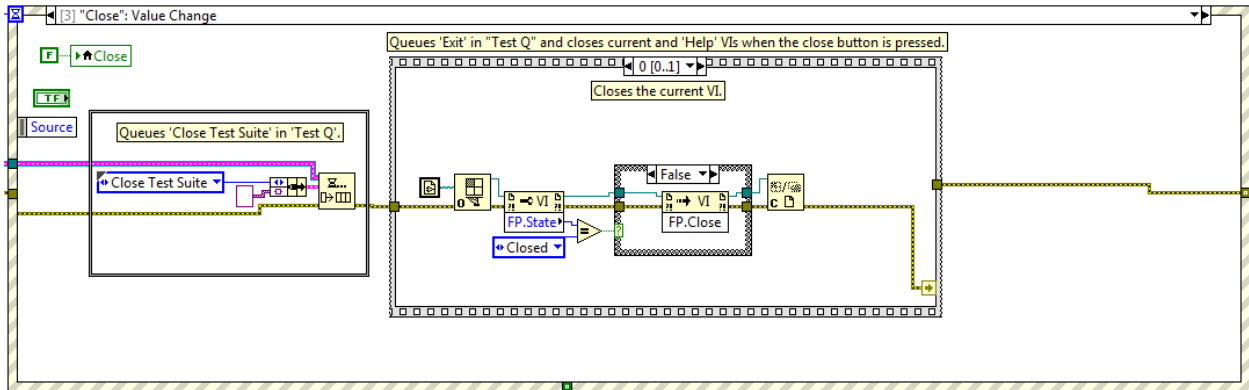 [3] "Close": Value Change
Queues 'Exit' in "Test Q" and closes current and 'Help' VIs when the close button is pressed.
F
Close
0 [0..1]
Closes the current VI.
TF
Source
Queues 'Close Test Suite' in 'Test Q'.
False
Close Test Suite
VI
VI
FP.State
FP.Close
O
C
Closed
=
?